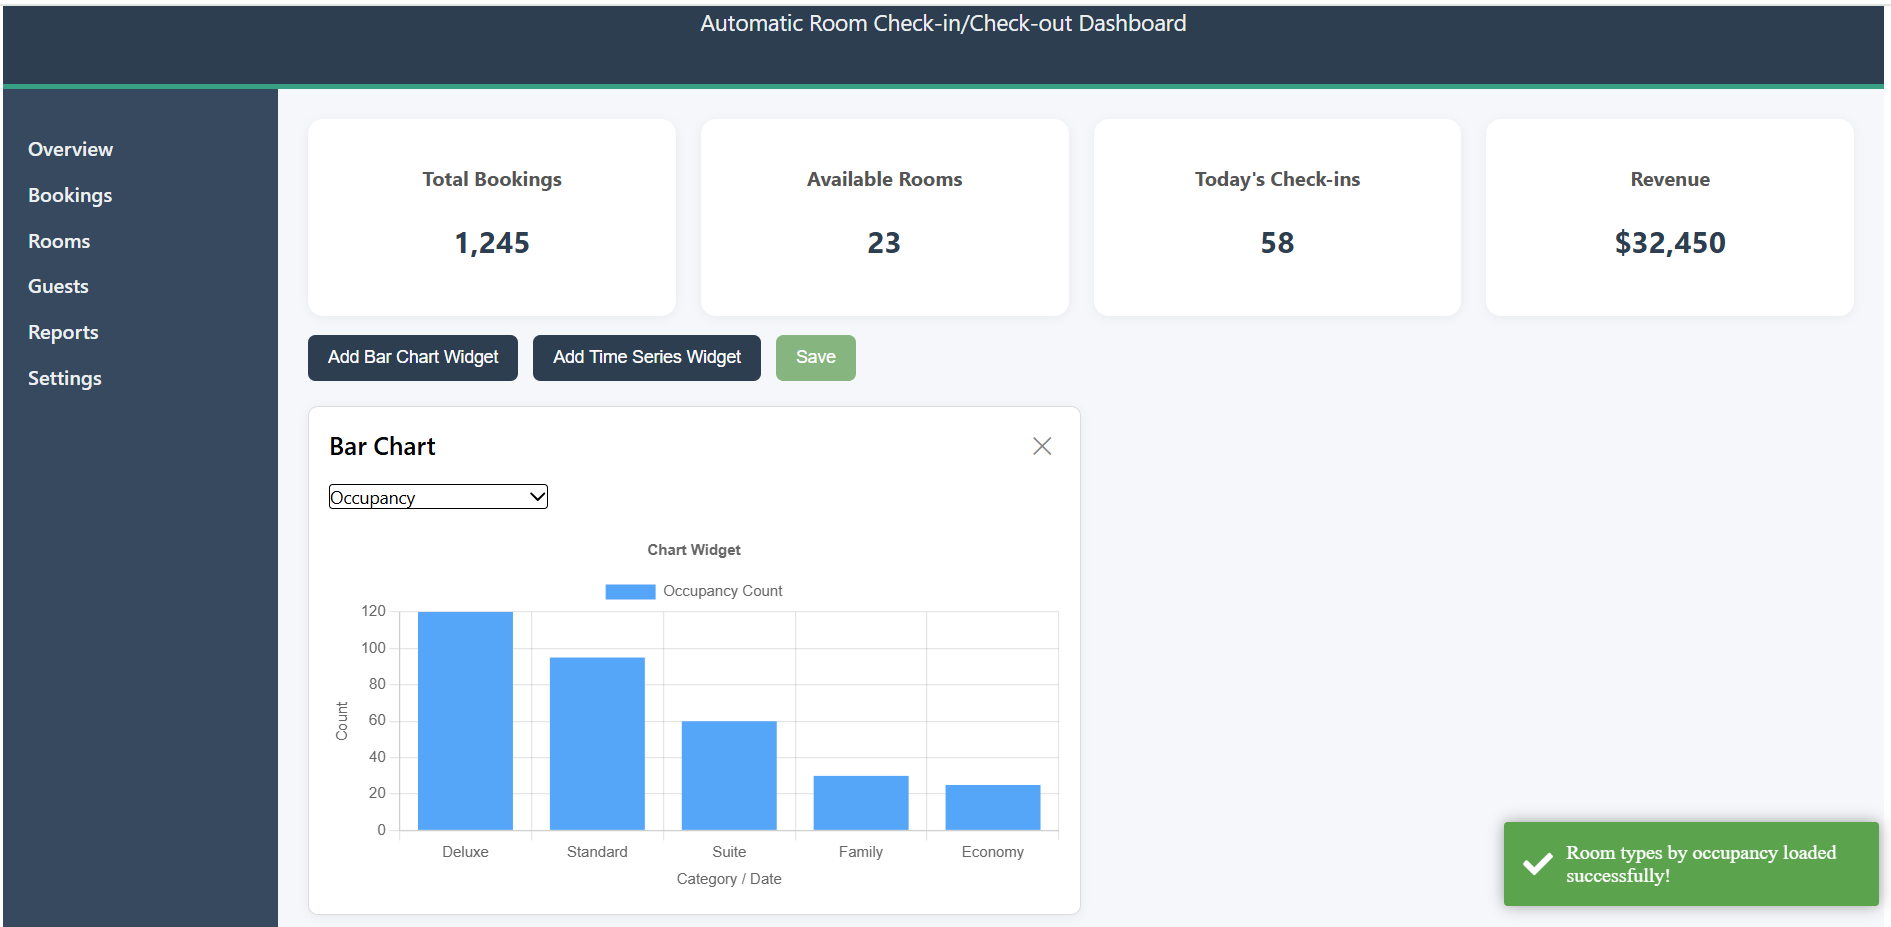 Automatic Room Check-in/Check-out Dashboard
Overview
Bookings
Rooms
Guests
Reports
Settings
Total Bookings
1,245
Available Rooms
23
Today's Check-ins
58
Revenue
$32,450
Add Bar Chart Widget
Add Time Series Widget
Save
Bar Chart
Occupancy
Chart Widget
Occupancy Count
120
100
80
60
40
20
0
Count
Deluxe
Standard
Suite
Family
Economy
Category / Date
Room types by occupancy loaded
successfully!